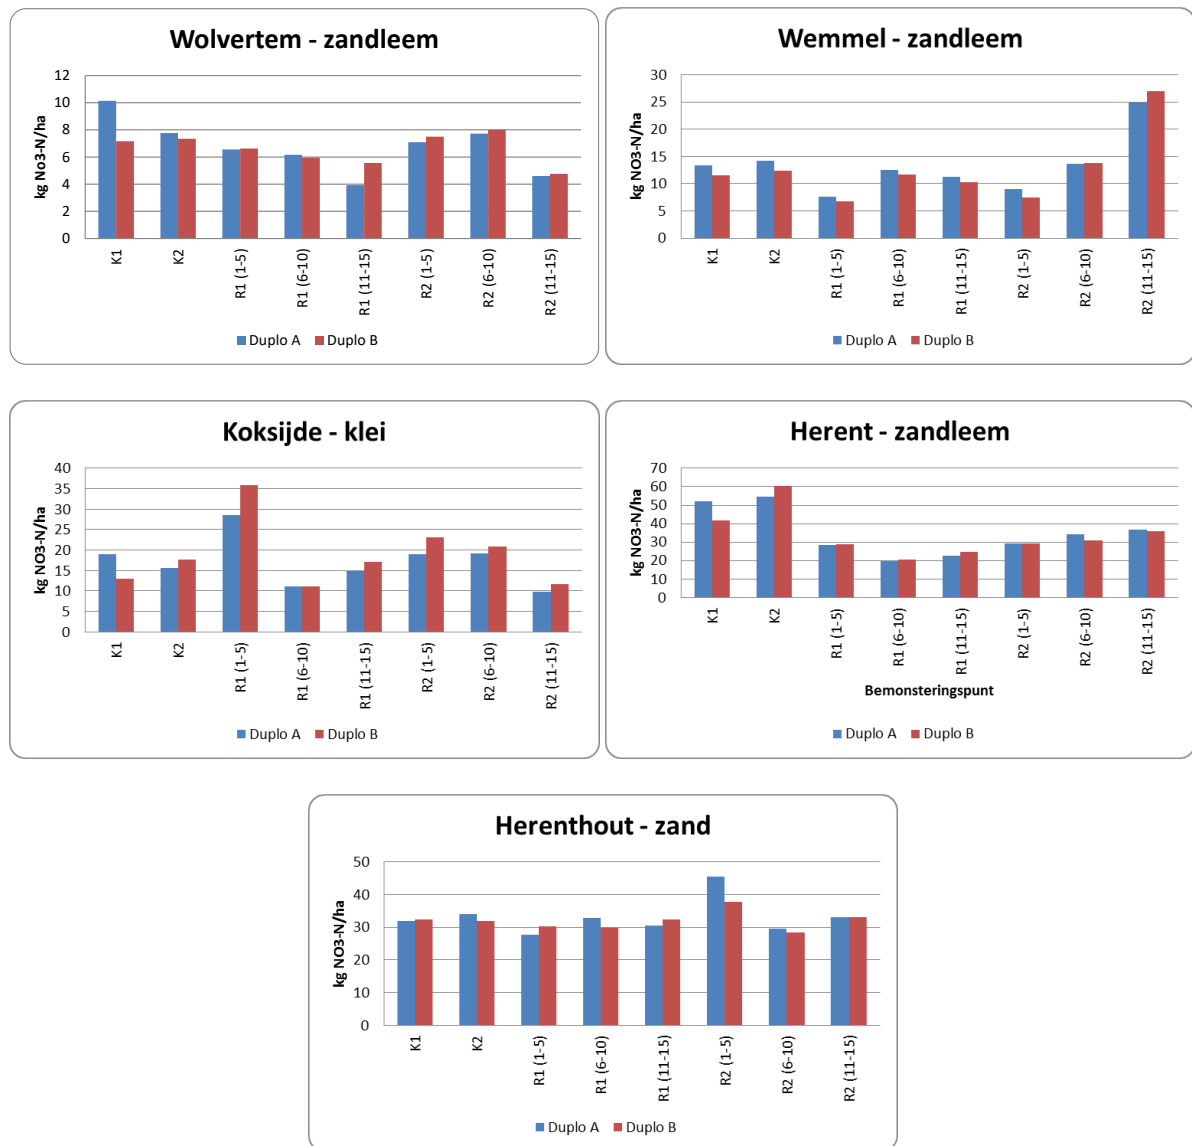 Wolvertem - zandleem
kg No3-N/ha
12
10
8
6
4
2
0
K1
K2
R1 (1-5)
R1 (6-10)
R1 (11-15)
R2 (1-5)
R2 (6-10)
R2 (11-15)
Duplo A Duplo B
Wemmel - zandleem
kg NO3-N/ha
30
25
20
15
10
5
0
K1
K2
R1 (1-5)
R1 (6-10)
R1 (11-15)
R2 (1-5)
R2 (6-10)
R2 (11-15)
Duplo A Duplo B
Koksijde - klei
kg NO3-N/ha
40
35
30
25
20
15
10
5
0
K1
K2
R1 (1-5)
R1 (6-10)
R1 (11-15)
R2 (1-5)
R2 (6-10)
R2 (11-15)
Duplo A Duplo B
Herent - zandleem
kg NO3-N/ha
70
60
50
40
30
20
10
0
K1
K2
R1 (1-5)
R1 (6-10)
R1 (11-15)
R2 (1-5)
R2 (6-10)
R2 (11-15)
Bemonsteringspunt
Duplo A Duplo B
Herenthout - zand
kg NO3-N/ha
50
40
30
20
10
0
K1
K2
R1 (1-5)
R1 (6-10)
R1 (11-15)
R2 (1-5)
R2 (6-10)
R2 (11-15)
Duplo A Duplo B